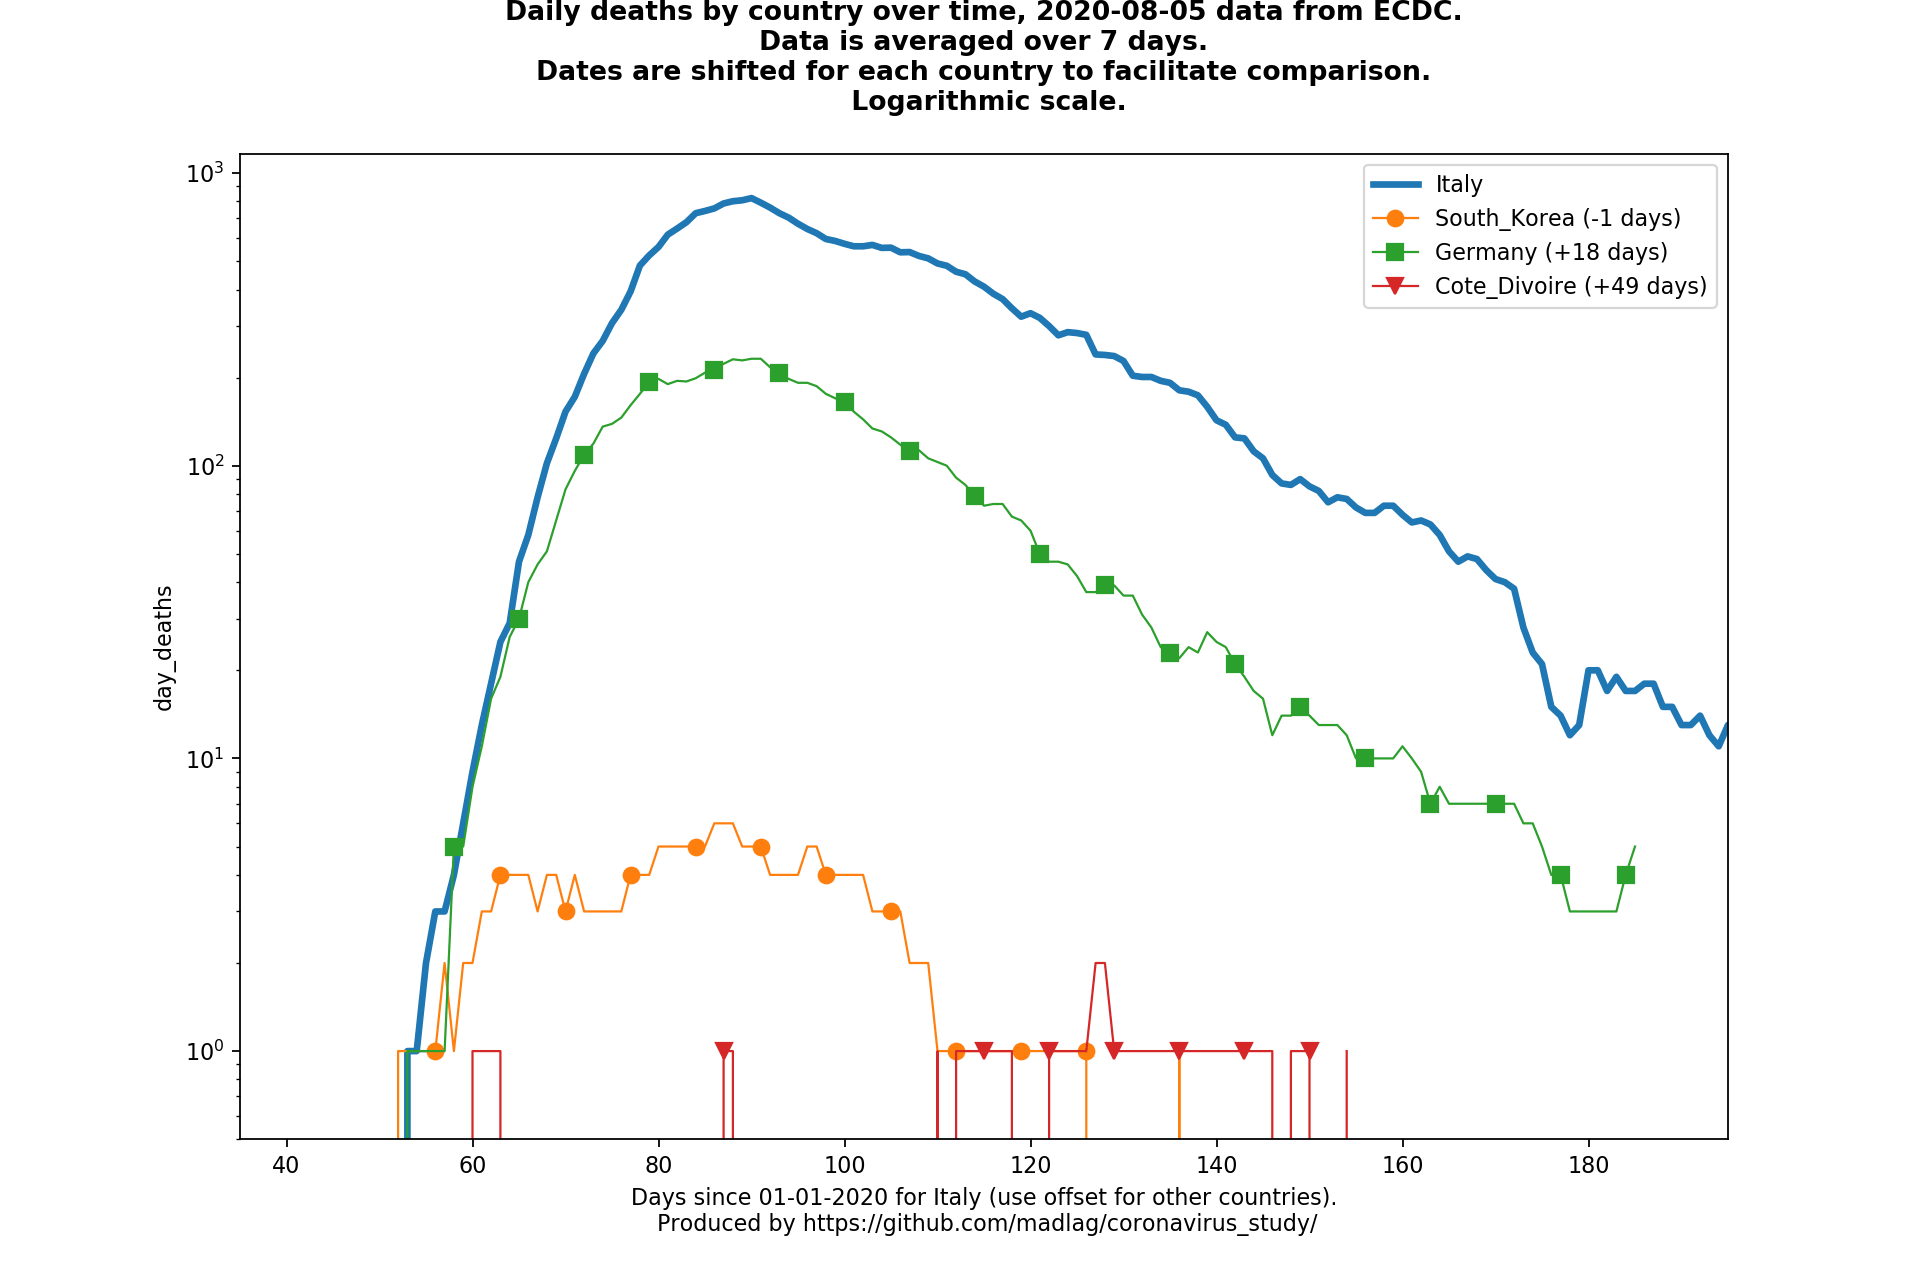 Daily deaths by country over time, 2020-08-05 data from ECDC.
Data is averaged over 7 days.
Dates are shifted for each country to facilitate comparison.
Logarithmic scale.
10³
10²
10¹
10⁰
day_deaths
Italy
South_Korea (-1 days)
Germany (+18 days)
Cote_Divoire (+49 days)
40 60 80 100 120 140 160 180
Days since 01-01-2020 for Italy (use offset for other countries).
Produced by https://github.com/madlag/coronavirus_study/